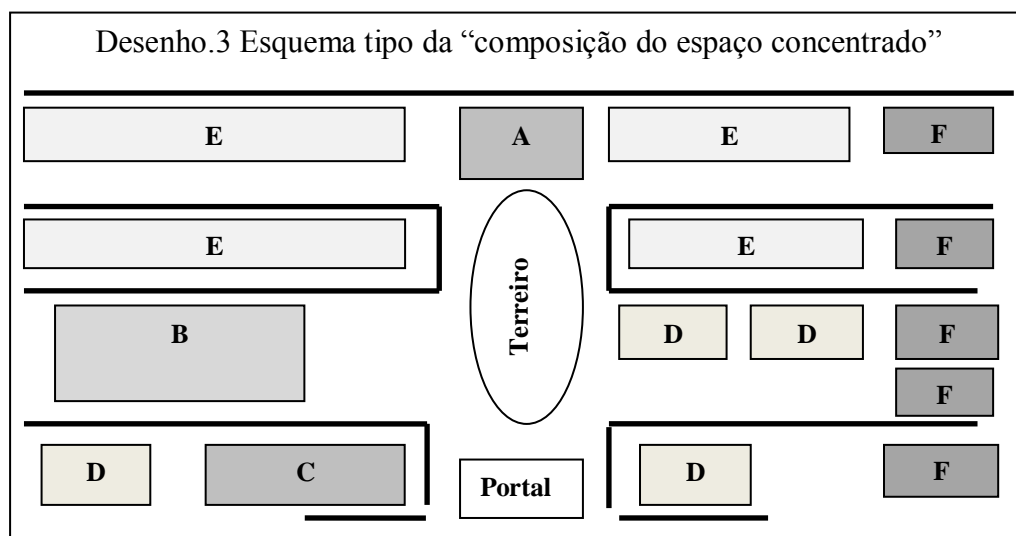 Desenho.3 Esquema tipo da “composição do espaço concentrado”
E A E F
E E F
Terreiro
B D D F
F
D C Portal D F